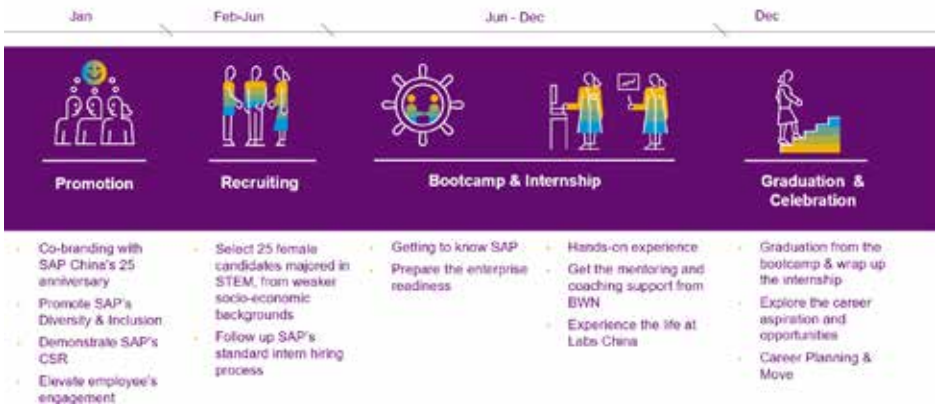 Jan
Feb-Jun
Jun - Dec
Dec
Promotion
Recruiting
Bootcamp & Internship
Graduation &
Celebration
Co-branding with
SAP China's 25
anniversary
Promote SAP's
Diversity & Inclusion
Demonstrate SAP's
CSR
Elevate employee's
engagement
Select 25 female
candidates majored in
STEM, from weaker
socio-economic
backgrounds
Follow up SAP's
standard intern hiring
process
Getting to know SAP
Prepare the enterprise
readiness
Hands-on experience
Get the mentoring and
coaching support from
BWN
Experience the life at
Labs China
Graduation from the
bootcamp & wrap up
the internship
Explore the career
aspiration and
opportunities
Career Planning &
Move